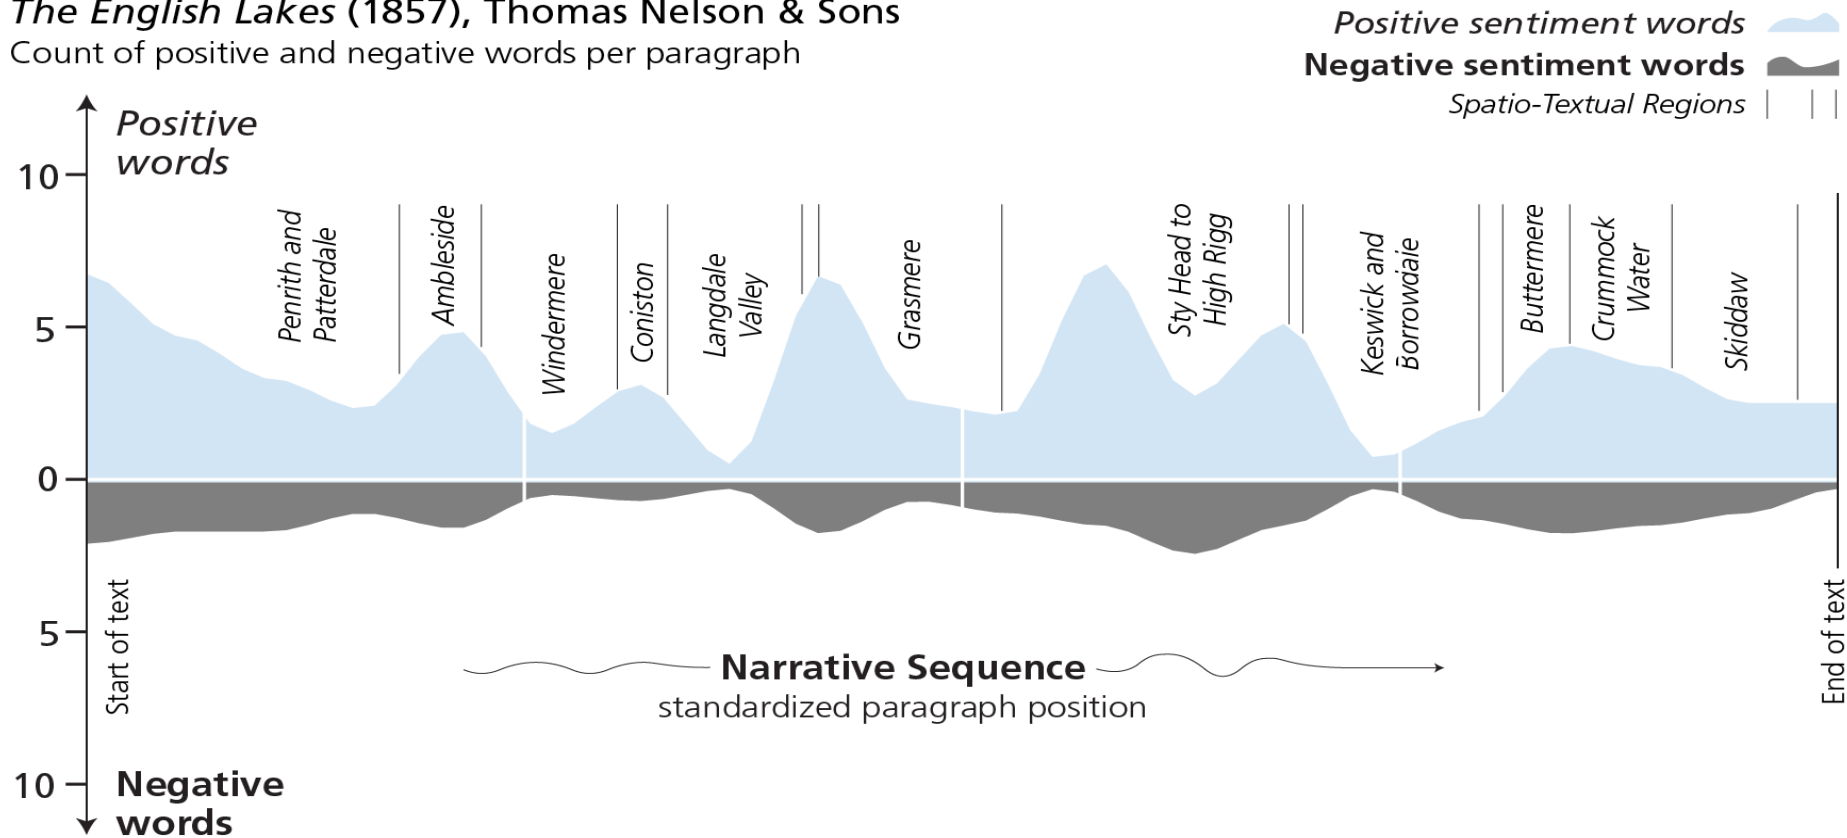 The English Lakes (1857), Thomas Nelson & Sons
Count of positive and negative words per paragraph
Positive sentiment words
Negative sentiment words
Spatio-Textual Regions
Positive
words
10
5
0
5
10
Penrith and
Patterdale
Ambleside
Windermere
Coniston
Langdale
Valley
Grasmere
Sty Head to
High Rigg
Keswick and
Borrowdale
Buttermere
Crummock
Water
Skiddaw
Start of text
End of text
Narrative Sequence
standardized paragraph position
Negative
words